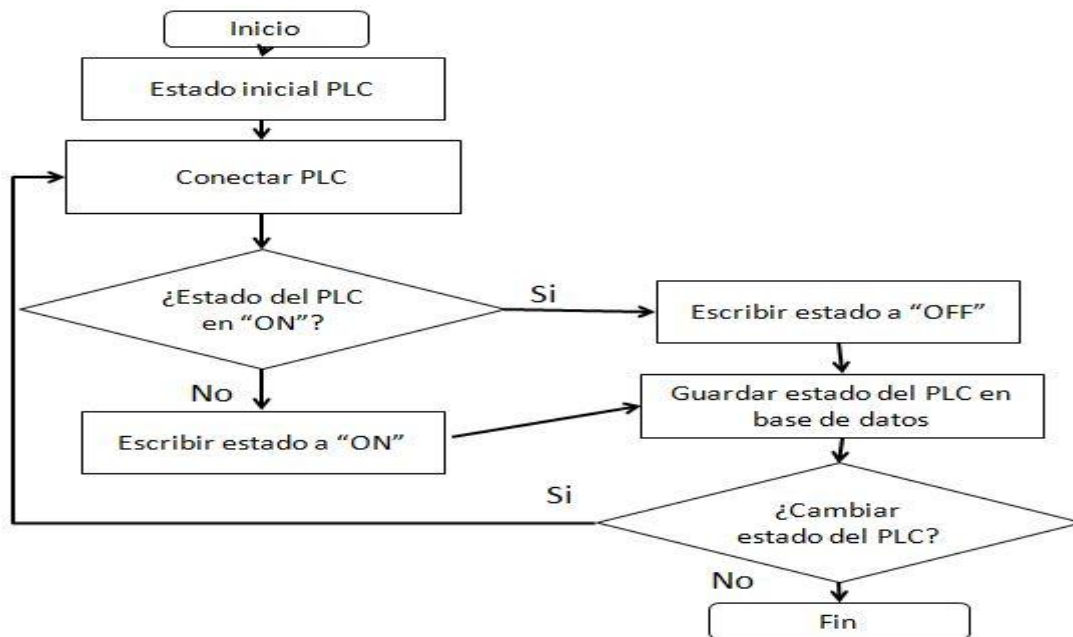 Inicio
Estado inicial PLC
Conectar PLC
¿Estado del PLC
en “ON”?
Si
Escribir estado a “OFF”
No
Escribir estado a “ON”
Guardar estado del PLC en
base de datos
Si
¿Cambiar
estado del PLC?
No
Fin